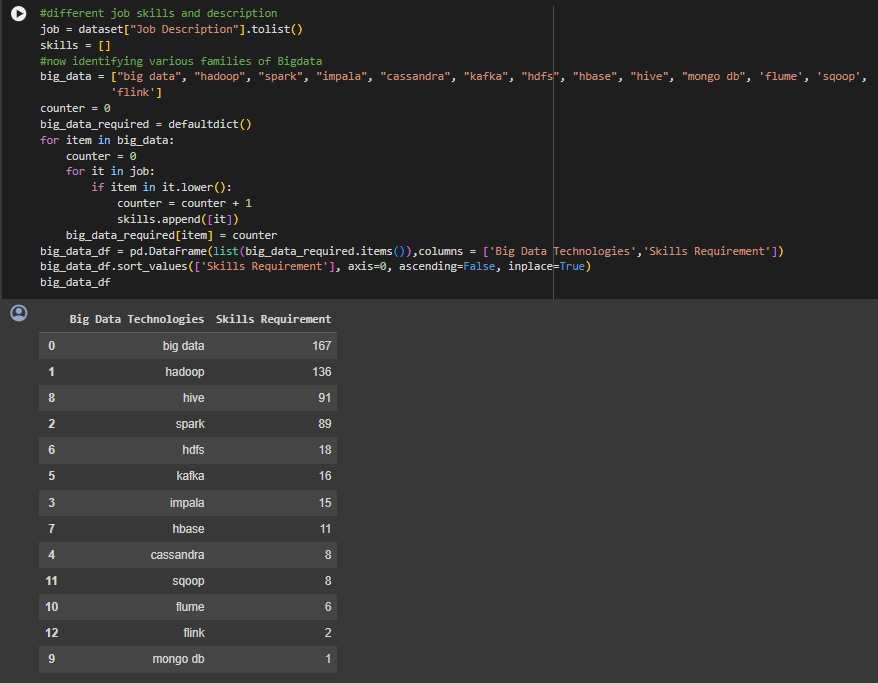 #different job skills and description
job = dataset["Job Description"].tolist()
skills = []
#now identifying various families of Bigdata
big_data = ["big data", "hadoop", "spark", "impala", "cassandra", "kafka", "hdfs", "hbase", "hive", "mongo db", 'flume', 'sqoop',
           'flink']
counter = 0
big_data_required = defaultdict()
for item in big_data:
    counter = 0
    for it in job:
        if item in it.lower():
            counter = counter + 1
            skills.append([it])
    big_data_required[item] = counter
big_data_df = pd.DataFrame(list(big_data_required.items()),columns = ['Big Data Technologies','Skills Requirement'])
big_data_df.sort_values(['Skills Requirement'], axis=0, ascending=False, inplace=True)
big_data_df
Big Data Technologies Skills Requirement
0 big data 167
1 hadoop 136
8 hive 91
2 spark 89
6 hdfs 18
5 kafka 16
3 impala 15
7 hbase 11
4 cassandra 8
11 sqoop 8
10 flume 6
12 flink 2
9 mongo db 1